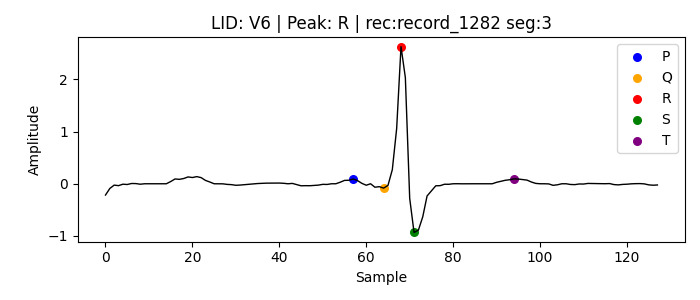 LID: V6 | Peak: R | rec:record_1282 seg:3
Amplitude
2
1
0
−1
P
Q
R
S
T
0 20 40 60 80 100 120
Sample